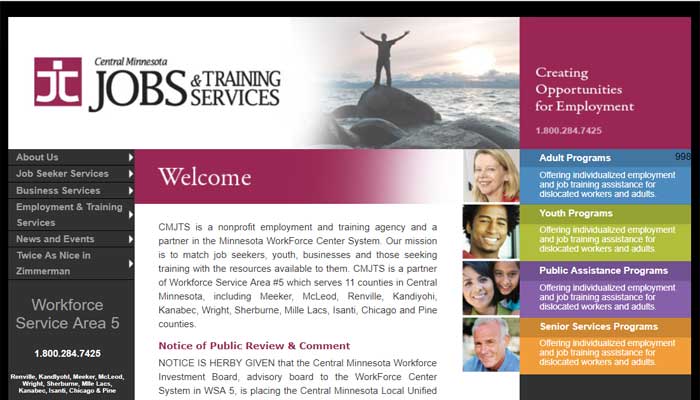 Central Minnesota
JOBS & TRAINING
SERVICES
Creating
Opportunities
for Employment
1.800.284.7425
About Us
Job Seeker Services
Business Services
Employment & Training
Services
News and Events
Twice As Nice in
Zimmerman
Workforce
Service Area 5
1.800.284.7425
Renville, Kandiyohi, Meeker, McLeod,
Wright, Sherburne, Mille Lacs,
Kanabec, Isanti, Chicago & Pine
Welcome
CMJTS is a nonprofit employment and training agency and a
partner in the Minnesota WorkForce Center System. Our mission
is to match job seekers, youth, businesses and those seeking
training with the resources available to them. CMJTS is a partner
of Workforce Service Area #5 which serves 11 counties in Central
Minnesota, including Meeker, McLeod, Renville, Kandiyohi,
Kanabec, Wright, Sherburne, Mille Lacs, Isanti, Chicago and Pine
counties.
Notice of Public Review & Comment
NOTICE IS HERBY GIVEN that the Central Minnesota Workforce
Investment Board, advisory board to the WorkForce Center
System in WSA 5, is placing the Central Minnesota Local Unified
Adult Programs
998
Offering individualized employment
and job training assistance for
dislocated workers and adults.
Youth Programs
Offering individualized employment
and job training assistance for
dislocated workers and adults.
Public Assistance Programs
Offering individualized employment
and job training assistance for
dislocated workers and adults.
Senior Services Programs
Offering individualized employment
and job training assistance for
dislocated workers and adults.